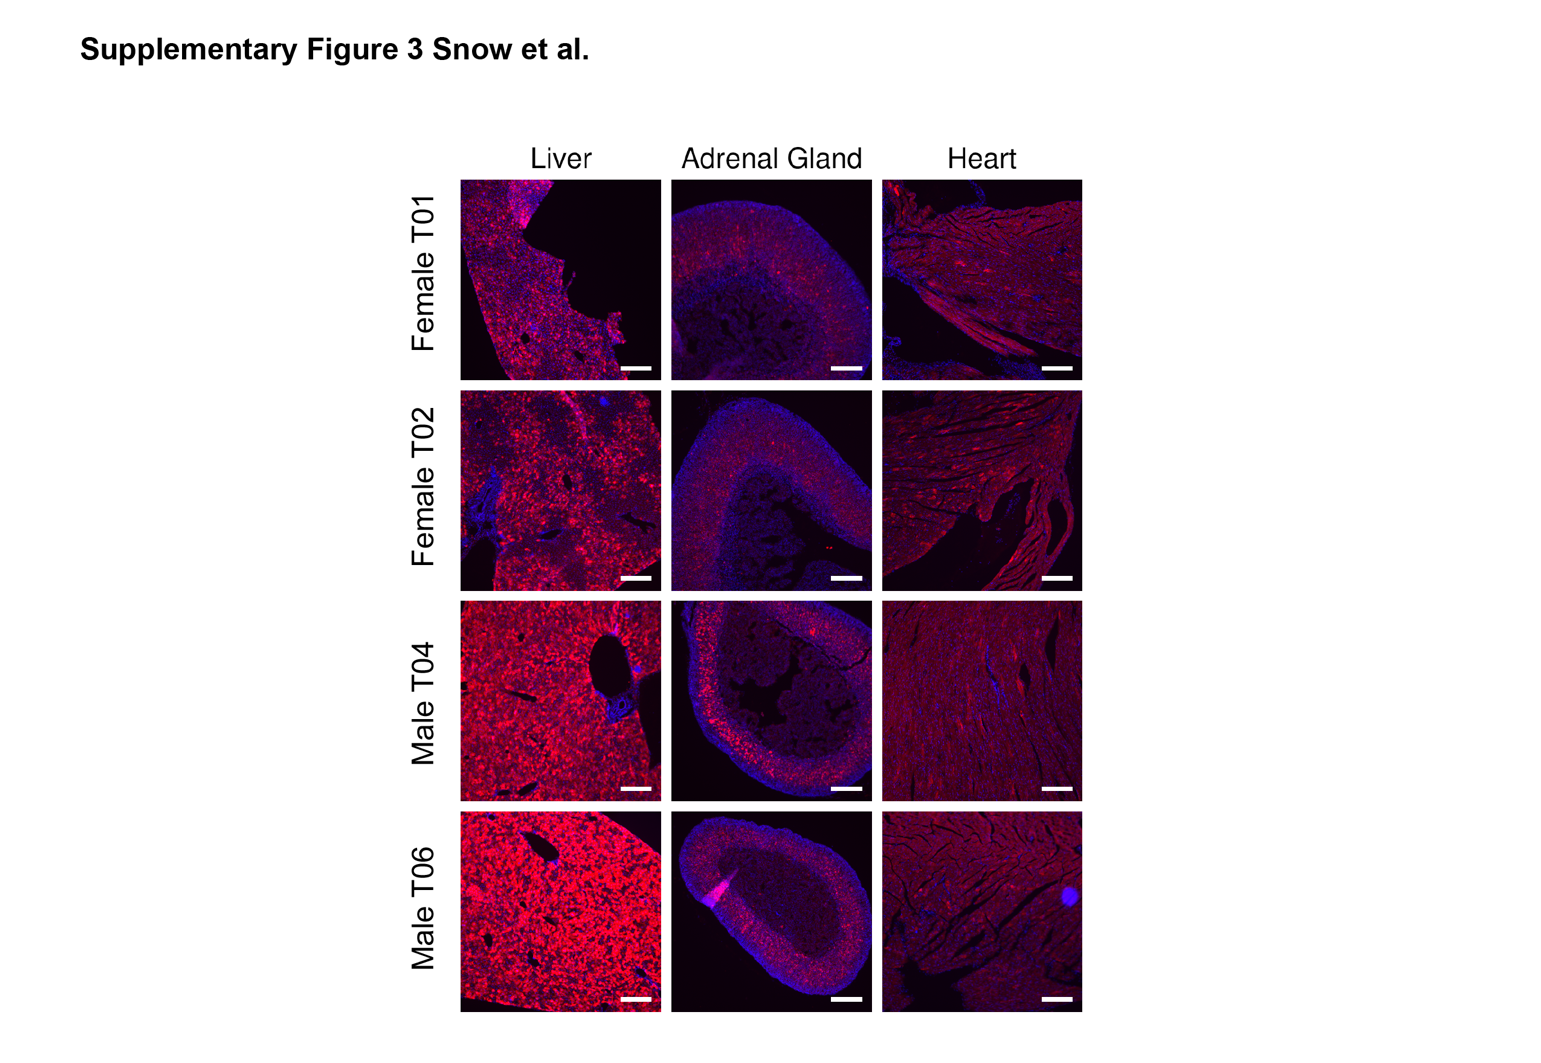 Supplementary Figure 3 Snow et al.
Liver
Adrenal Gland
Heart
Female T01
Female T02
Male T04
Male T06